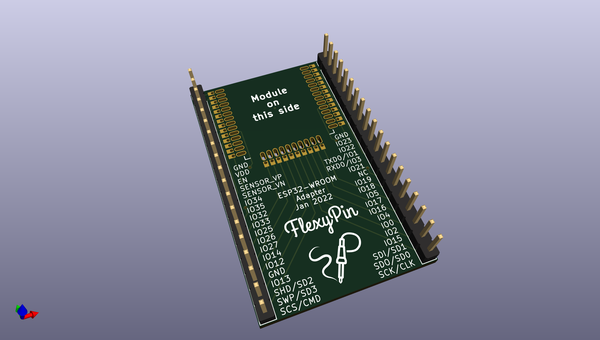 Module
on
this side
GND
VDD
EN
SENSOR_VP
SENSOR_VN
IO34
IO35
IO32
IO33
IO25
IO26
IO27
IO14
IO12
GND
IO13
SHD/SD2
SWP/SD3
SCS/CMD
ESP32-WROOM
Adapter
Jan 2022
FlexyPin
GND
IO23
IO22
TXD0/IO1
RXD0/IO3
IO21
NC
IO19
IO18
IO5
IO17
IO16
IO4
IO0
IO2
IO15
SDI/SD1
SDO/SD0
SCK/CLK